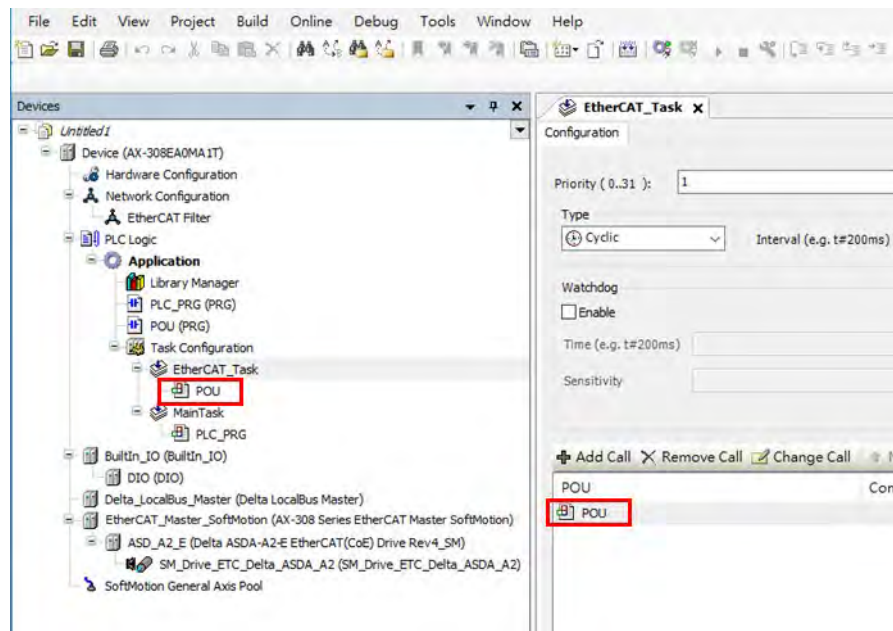 File Edit View Project Build Online Debug Tools Window Help
Devices
Untitled1
Device (AX-308EA0MA1T)
Hardware Configuration
Network Configuration
EtherCAT Filter
PLC Logic
Application
Library Manager
PLC_PRG (PRG)
POU (PRG)
Task Configuration
EtherCAT_Task
POU
MainTask
PLC_PRG
BuiltIn_IO (BuiltIn_IO)
DIO (DIO)
Delta_LocalBus_Master (Delta LocalBus Master)
EtherCAT_Master_SoftMotion (AX-308 Series EtherCAT Master SoftMotion)
ASD_A2_E (Delta ASDA-A2-E EtherCAT(CoE) Drive Rev4_SM)
SM_Drive_ETC_Delta_ASDA_A2 (SM_Drive_ETC_Delta_ASDA_A2)
SoftMotion General Axis Pool
EtherCAT_Task
Configuration
Priority ( 0..31 ): 1
Type
Cyclic Interval (e.g. t#200ms)
Watchdog
Enable
Time (e.g. t#200ms)
Sensitivity
Add Call Remove Call Change Call
POU Com
POU